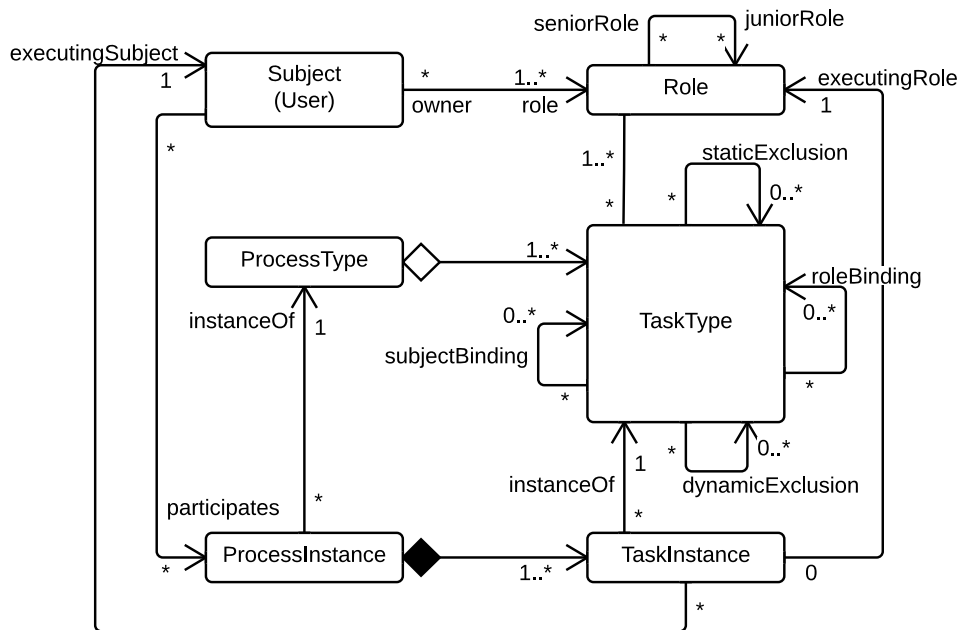 seniorRole
juniorRole
executingSubject
* *
1
Subject
(User)
*
1..*
Role
executingRole
owner
role
1
*
1..*
staticExclusion
*
*
0..*
ProcessType
1..*
roleBinding
instanceOf
1
0..*
TaskType
0..*
subjectBinding
*
*
*
0..*
1
instanceOf
dynamicExclusion
participates
*
*
ProcessInstance
TaskInstance
*
1..*
0
*